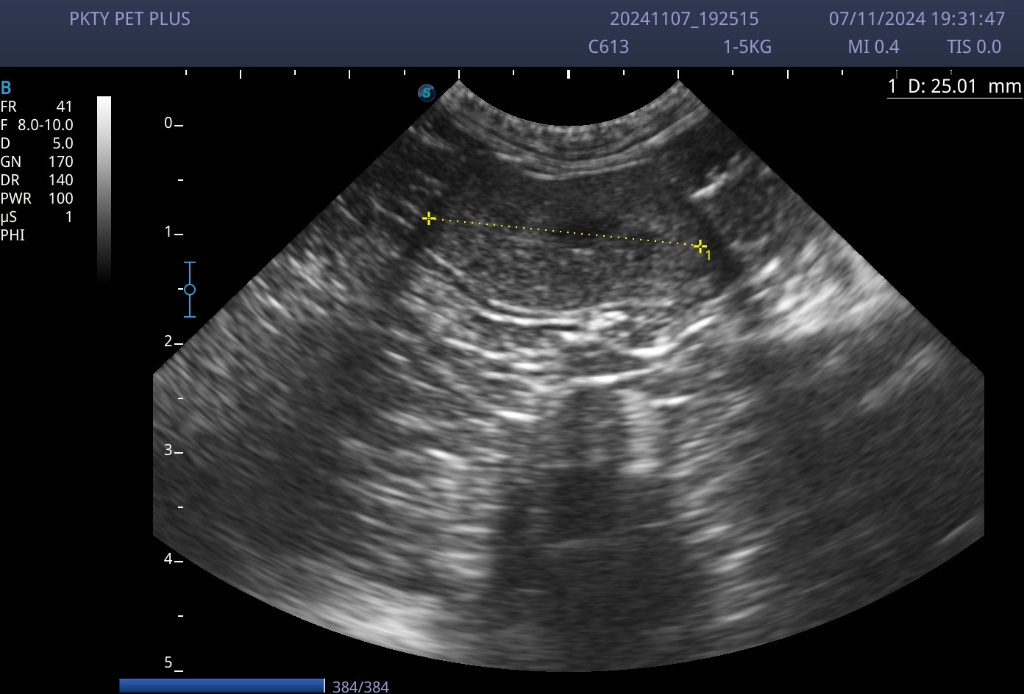 PKTY PET PLUS
20241107_192515
07/11/2024 19:31:47
C613
1-5KG
MI 0.4
TIS 0.0
B
FR 41
F 8.0-10.0
D 5.0
GN 170
DR 140
PWR 100
µS 1
PHI
S
1 D: 25.01 mm
0
1
1
2
3
4
5
384/384